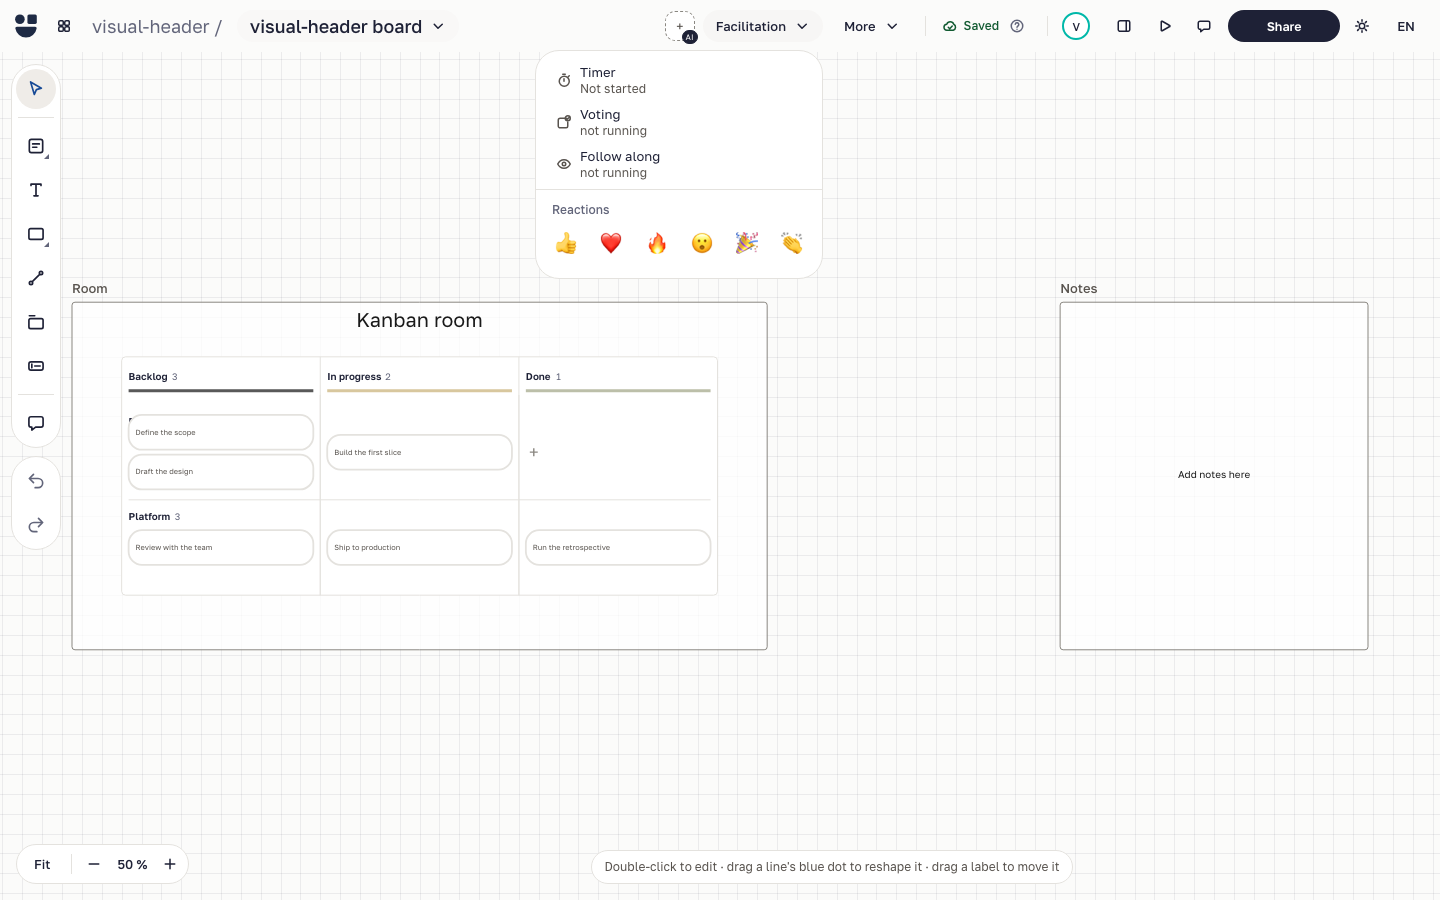 visual-header / visual-header board
+ AI Facilitation More Saved V Share EN
Timer
Not started
Voting
not running
Follow along
not running
Reactions
Room
Kanban room
Backlog 3 In progress 2 Done 1
Define the scope
Build the first slice
+
Draft the design
Platform 3
Review with the team
Ship to production
Run the retrospective
Notes
Add notes here
Fit 50 %
Double-click to edit · drag a line's blue dot to reshape it · drag a label to move it